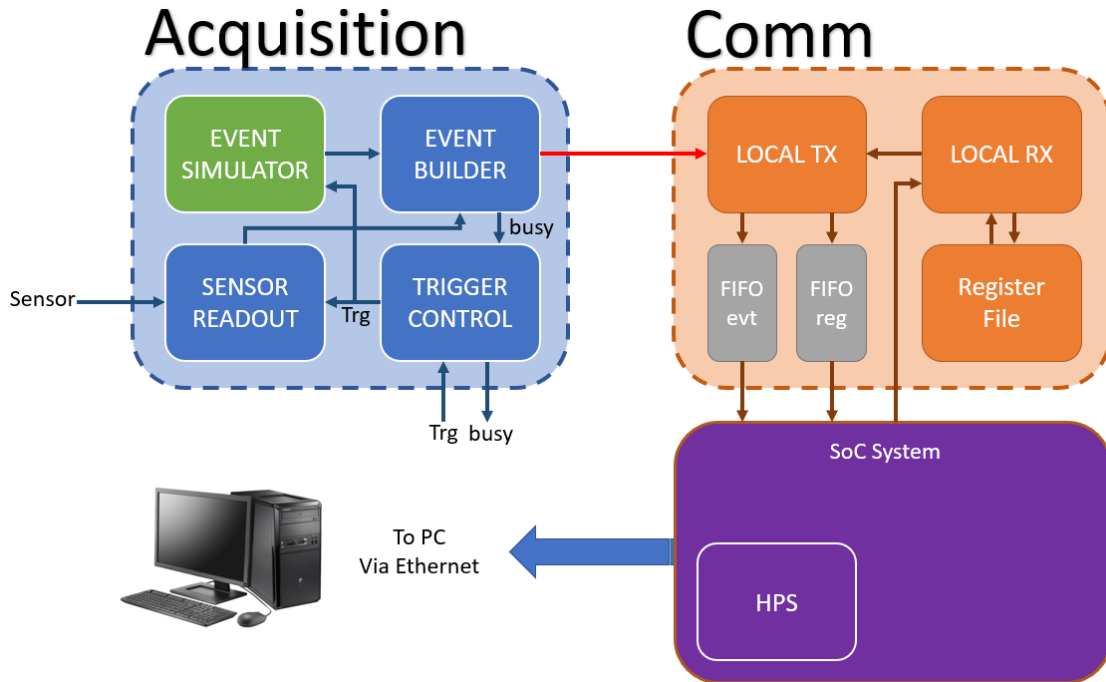 Acquisition
Comm
EVENT
SIMULATOR
EVENT
BUILDER
busy
SENSOR
READOUT
TRIGGER
CONTROL
Sensor
Trg
Trg
busy
LOCAL TX
LOCAL RX
FIFO
evt
FIFO
reg
Register
File
SoC System
HPS
To PC
Via Ethernet